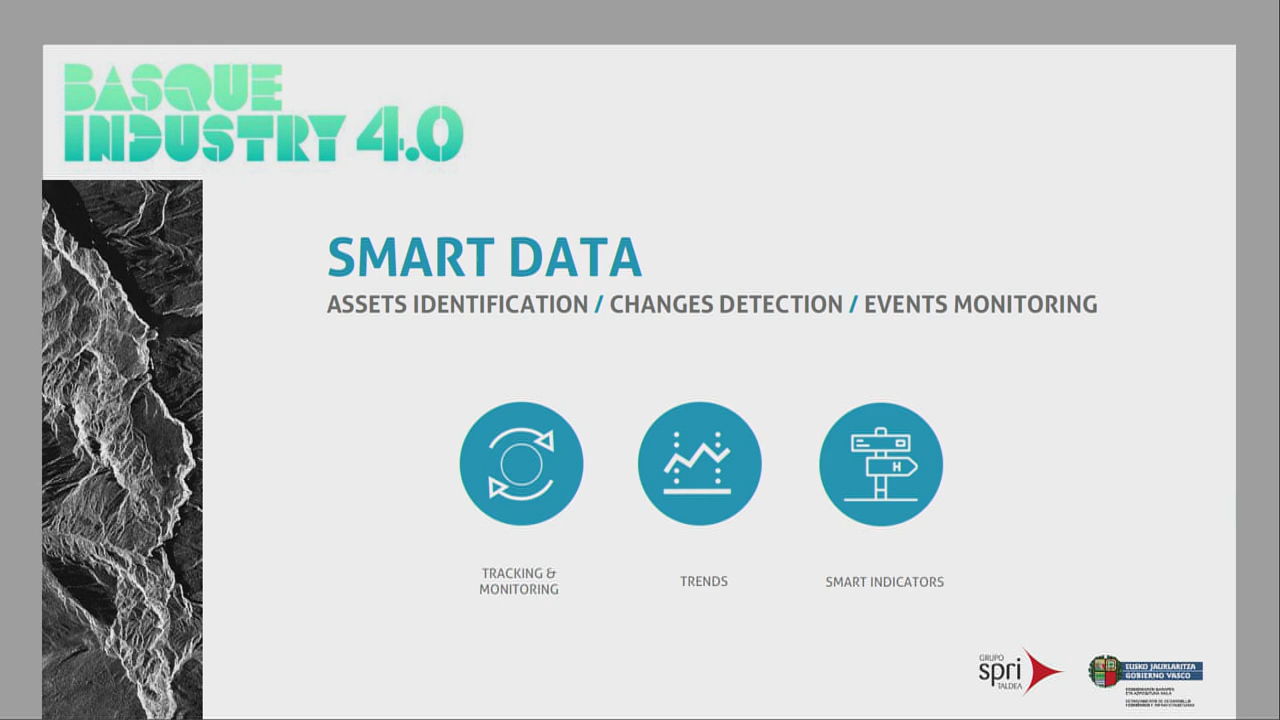 BASQUE
INDUSTRY 4.0
SMART DATA
ASSETS IDENTIFICATION / CHANGES DETECTION / EVENTS MONITORING
H
TRACKING &
MONITORING
TRENDS
SMART INDICATORS
GRUPO
spri
TALDEA
EUSKO JAURLARITZA
GOBIERNO VASCO